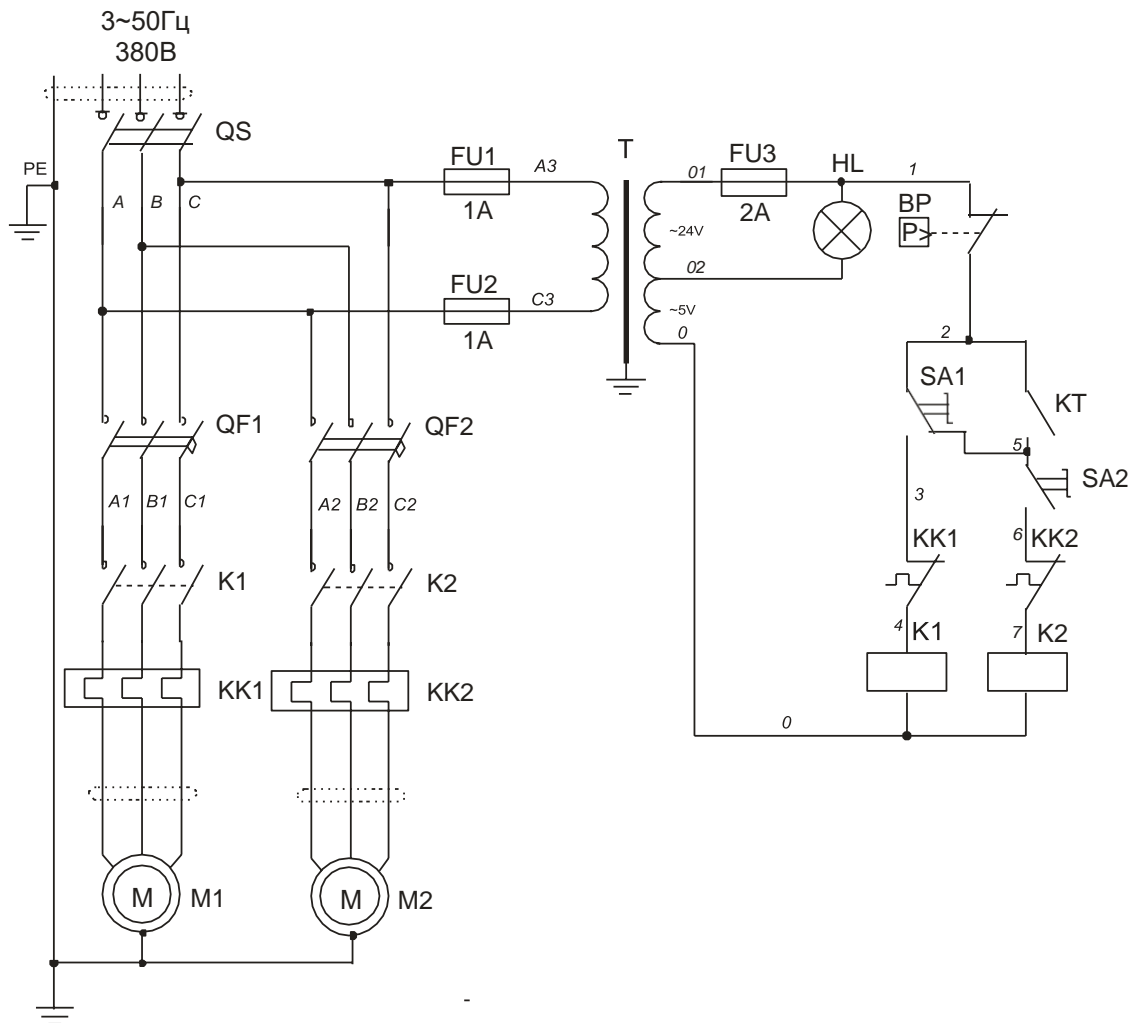 3~50Гц
380В
QS
PE
A B C
FU1
A3
1A
FU2
C3
1A
T
01
FU3
2A
HL
1
~24V
02
~5V
0
BP
P>
2
SA1
KT
5
SA2
3
6
KK1
KK2
4
K1
7
K2
0
QF1
QF2
A1 B1 C1
A2 B2 C2
K1
K2
KK1
KK2
M
M1
M
M2
-